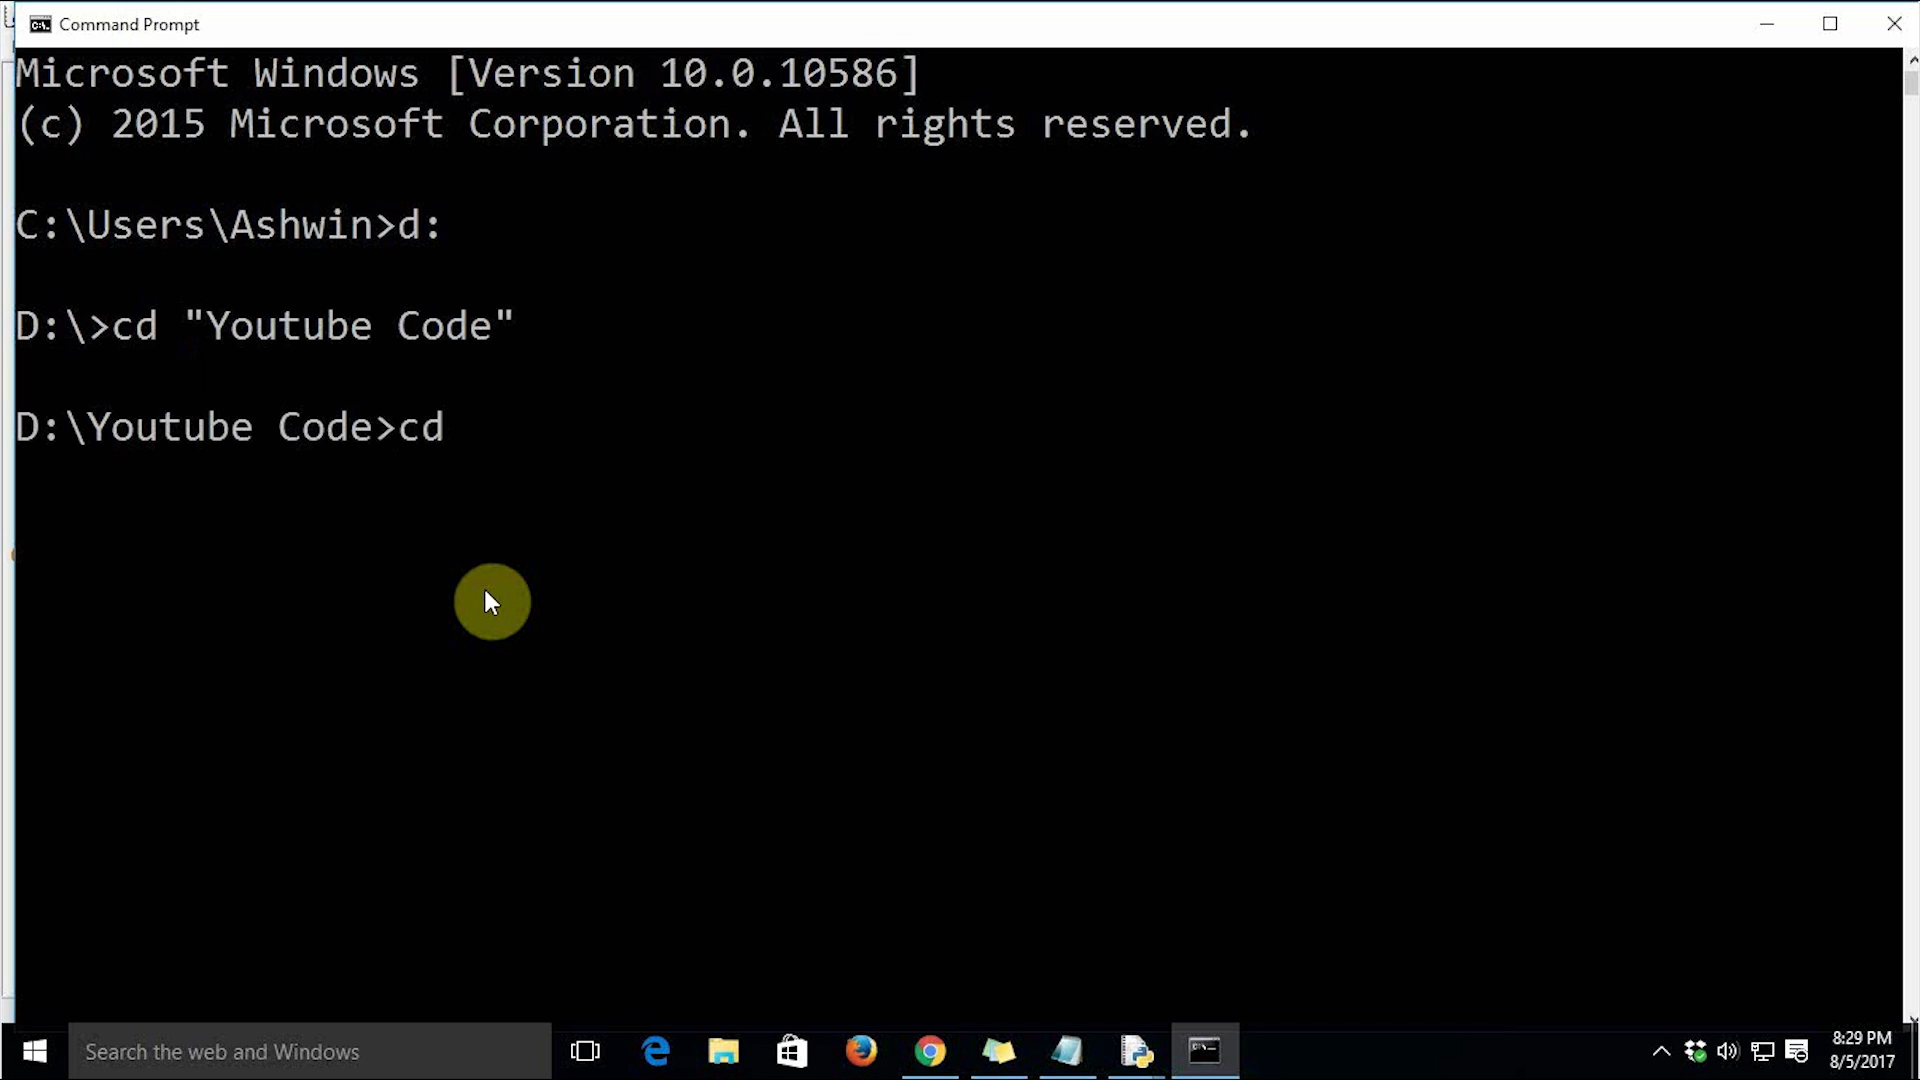 Command Prompt
Microsoft Windows [Version 10.0.10586]
(c) 2015 Microsoft Corporation. All rights reserved.
C:\Users\Ashwin>d:
D:\>cd "Youtube Code"
D:\Youtube Code>cd
Search the web and Windows
8:29 PM
8/5/2017